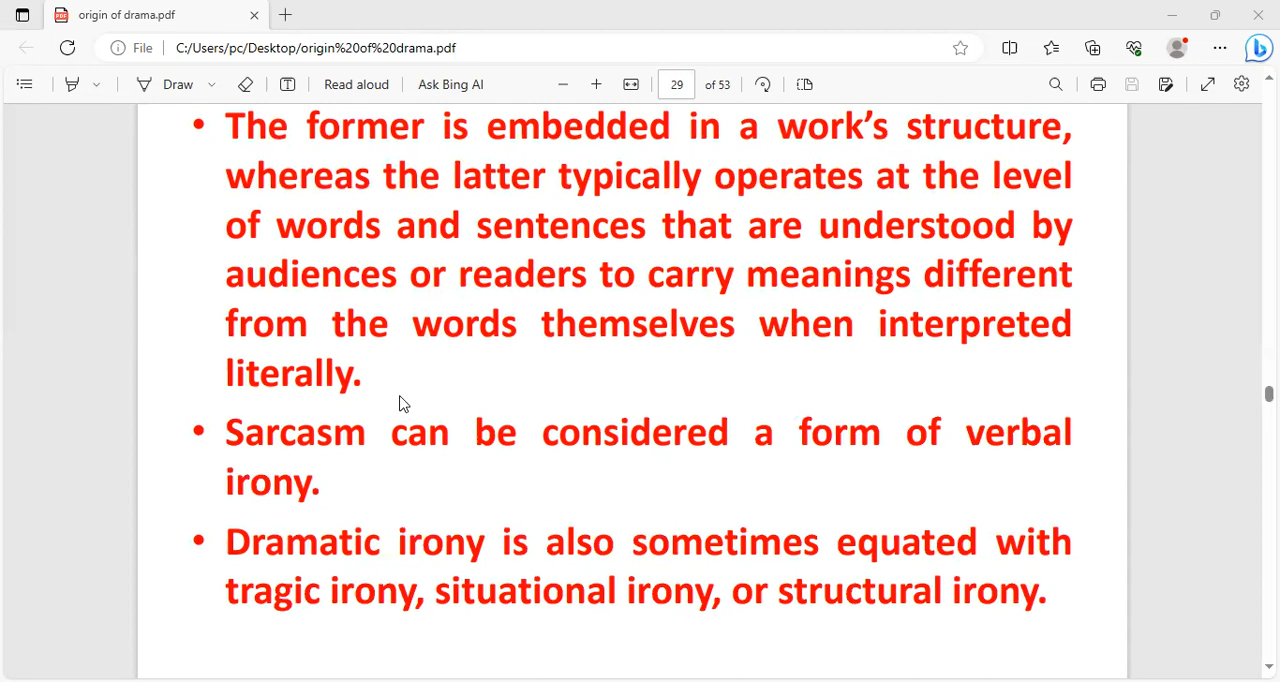 origin of drama.pdf
File C:/Users/pc/Desktop/origin%20of%20drama.pdf
Draw Read aloud Ask Bing AI 29 of 53
• The former is embedded in a work's structure,
whereas the latter typically operates at the level
of words and sentences that are understood by
audiences or readers to carry meanings different
from the words themselves when interpreted
literally.
• Sarcasm can be considered a form of verbal
irony.
• Dramatic irony is also sometimes equated with
tragic irony, situational irony, or structural irony.